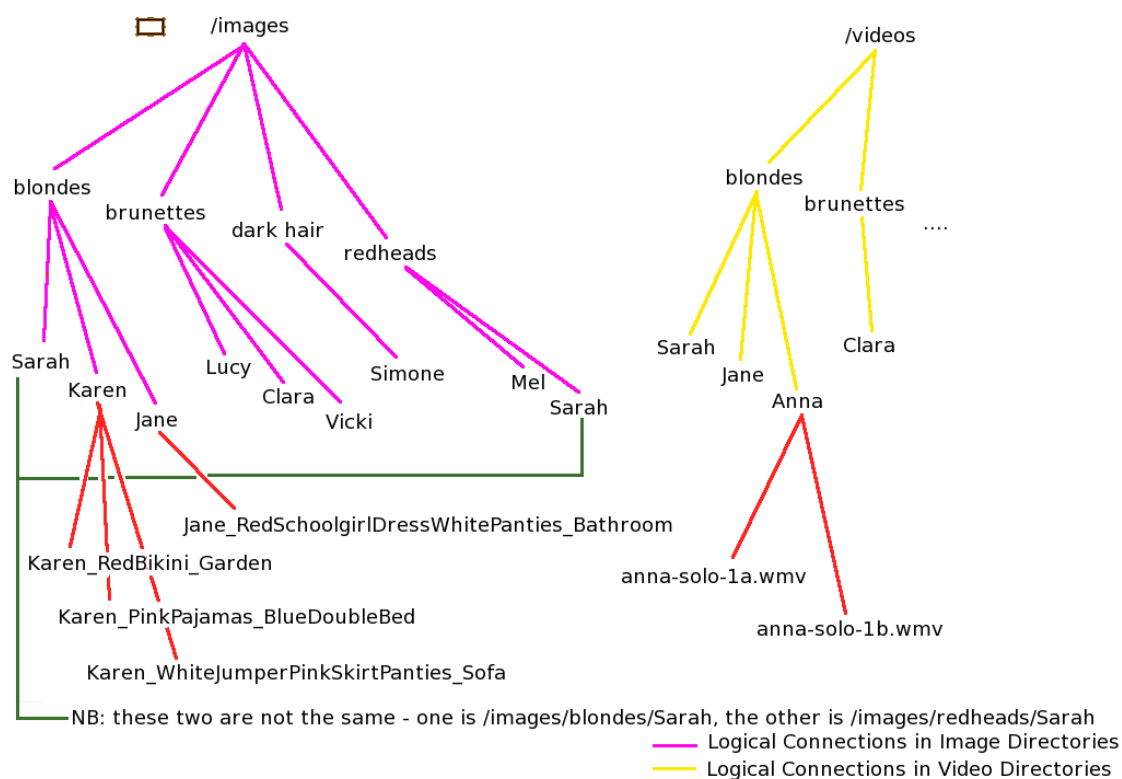 /images
/videos
blondes
brunettes
dark hair
redheads
blondes
brunettes
....
Sarah
Karen
Jane
Lucy
Clara
Vicki
Simone
Mel
Sarah
Sarah
Jane
Anna
Clara
Jane_RedSchoolgirlDressWhitePanties_Bathroom
Karen_RedBikini_Garden
Karen_PinkPajamas_BlueDoubleBed
Karen_WhiteJumperPinkSkirtPanties_Sofa
anna-solo-1a.wmv
anna-solo-1b.wmv
NB: these two are not the same - one is /images/blondes/Sarah, the other is /images/redheads/Sarah
Logical Connections in Image Directories
Logical Connections in Video Directories